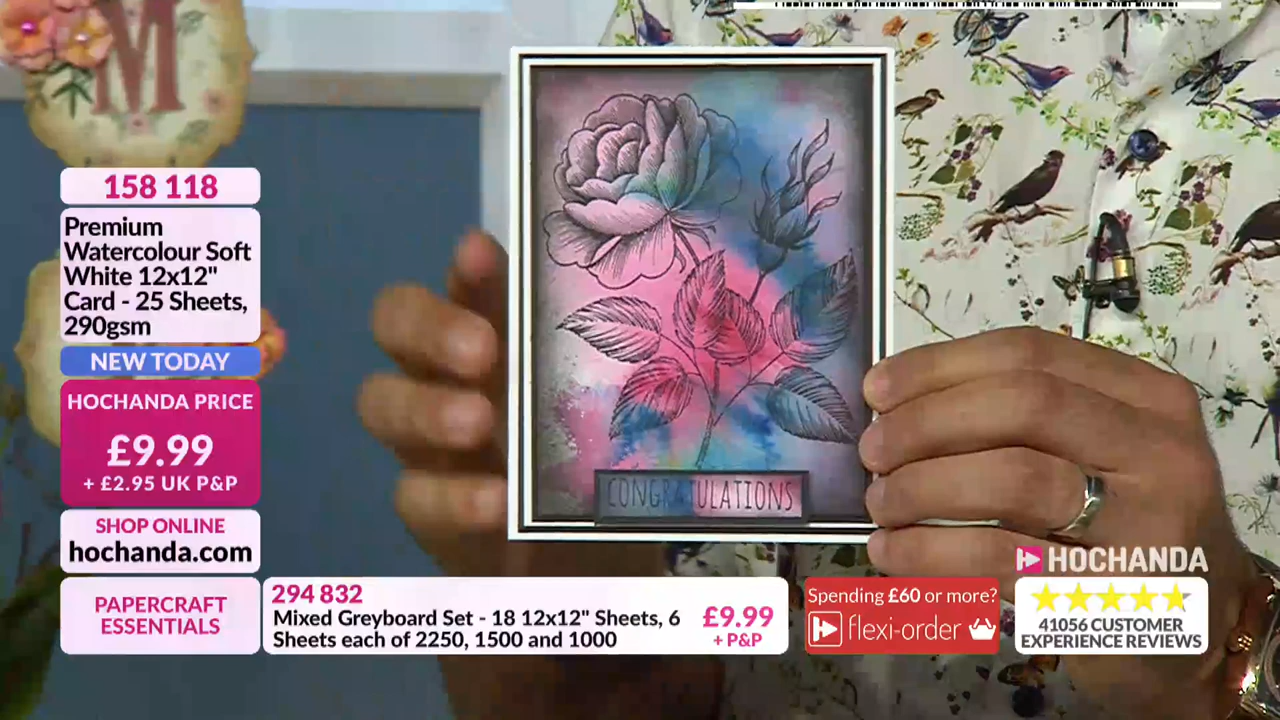 M
158 118
Premium
Watercolour Soft
White 12x12"
Card - 25 Sheets,
290gsm
NEW TODAY
HOCHANDA PRICE
£9.99
+ £2.95 UK P&P
SHOP ONLINE
hochanda.com
PAPERCRAFT
ESSENTIALS
CONGRATULATIONS
294 832
Mixed Greyboard Set - 18 12x12" Sheets, 6
Sheets each of 2250, 1500 and 1000
£9.99
+ P&P
Spending £60 or more?
flexi-order
HOCHANDA
41056 CUSTOMER
EXPERIENCE REVIEWS